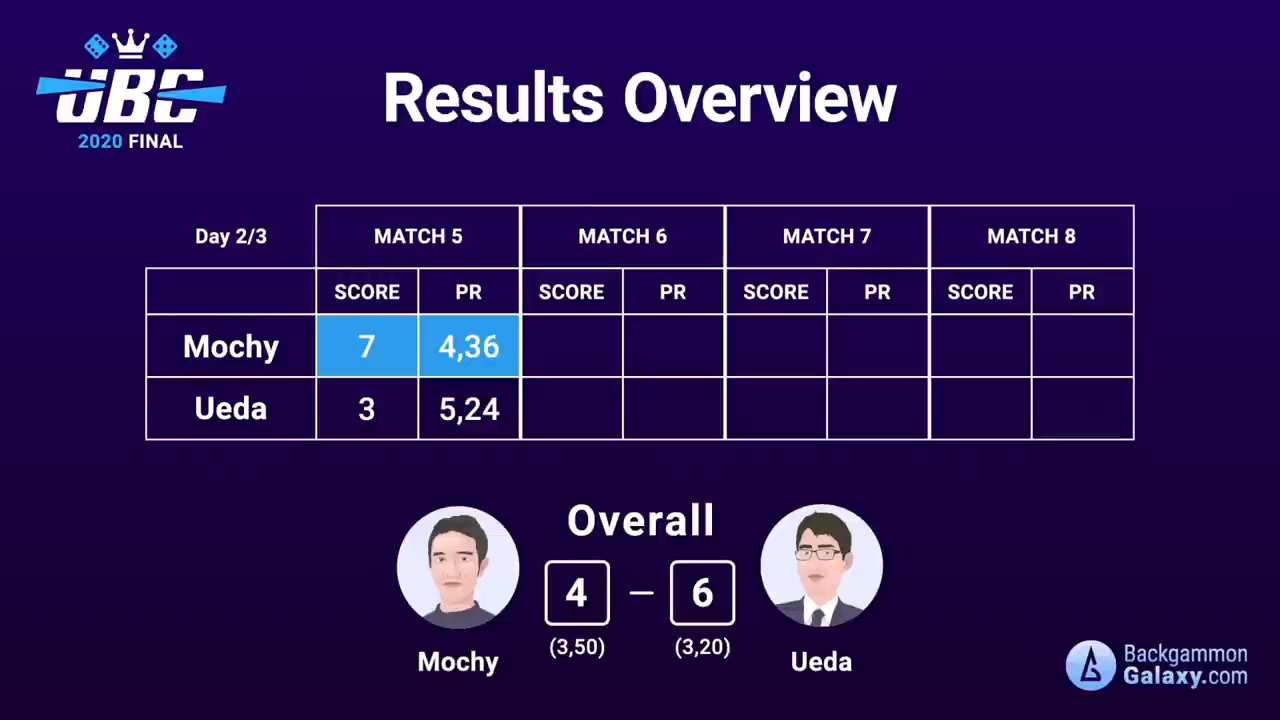 UBC
2020 FINAL
Results Overview
Day 2/3 MATCH 5 MATCH 6 MATCH 7 MATCH 8
SCORE PR SCORE PR SCORE PR SCORE PR
Mochy 7 4,36
Ueda 3 5,24
Overall
4 – 6
(3,50) (3,20)
Mochy Ueda
Backgammon
Galaxy.com